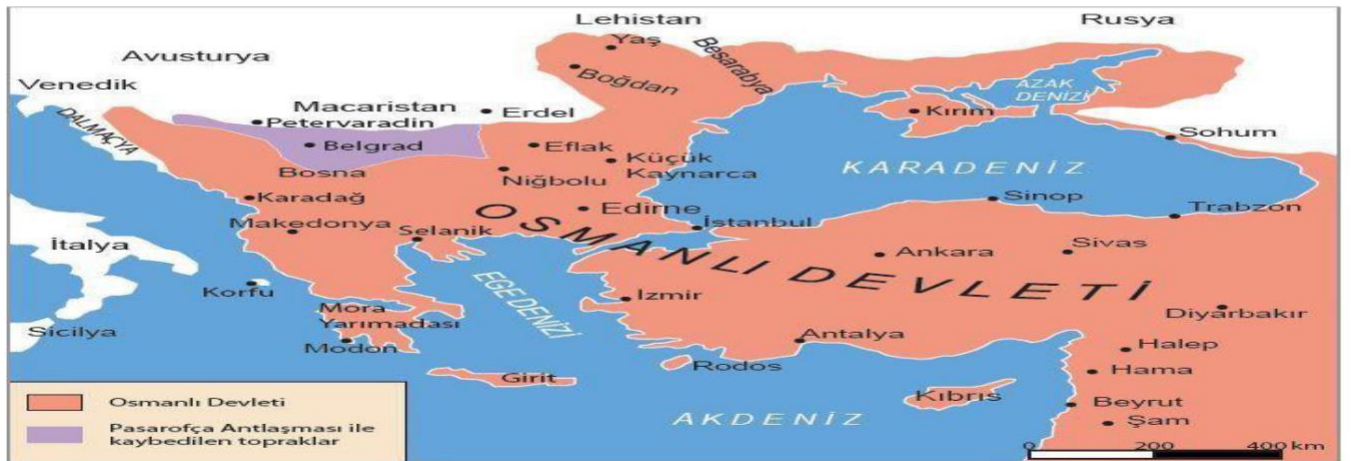 Lehistan
Rusya
Yaş
Avusturya
Besarabya
Boğdan
Venedik
AZAK
DENİZİ
Macaristan
Erdel
Kırım
DALMAÇYA
Petervaradin
Sohum
Belgrad
Eflak
Küçük
Kaynarca
KARADENİZ
Bosna
Niğbolu
Karadağ
Sinop
Edirne
Trabzon
Makedonya
Selanik
İstanbul
İtalya
OSMANLI DEVLETİ
Ankara
Sivas
EGE DENİZİ
Korfu
İzmir
Mora
Yarımadası
Diyarbakır
Sicilya
Modon
Antalya
Halep
Rodos
Hama
Girit
Kıbrıs
Beyrut
AKDENİZ
Şam
Osmanlı Devleti
Pasarofça Antlaşması ile
kaybedilen topraklar
0 200 400 km